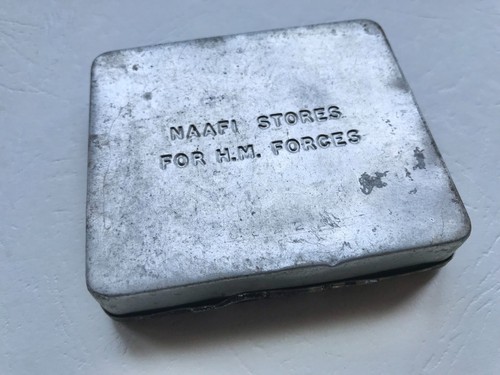 NAAFI STORES
FOR H.M. FORCES